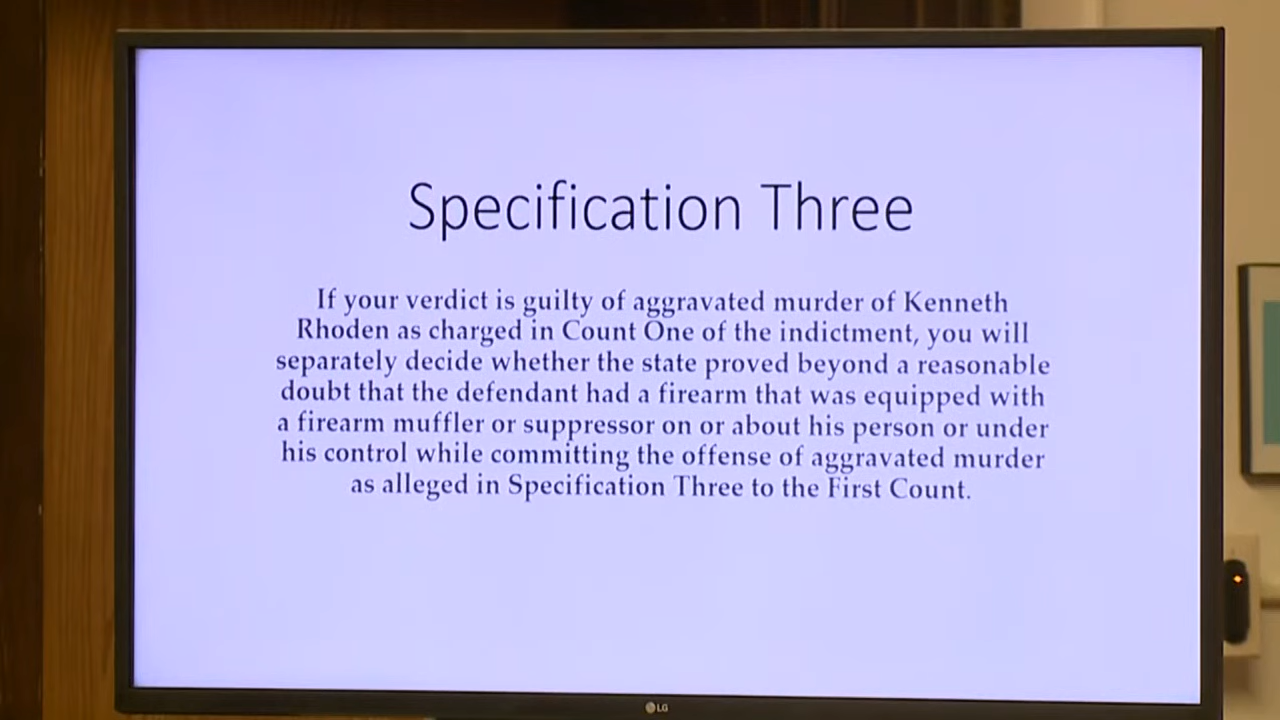 Specification Three
If your verdict is guilty of aggravated murder of Kenneth
Rhoden as charged in Count One of the indictment, you will
separately decide whether the state proved beyond a reasonable
doubt that the defendant had a firearm that was equipped with
a firearm muffler or suppressor on or about his person or under
his control while committing the offense of aggravated murder
as alleged in Specification Three to the First Count.
LG